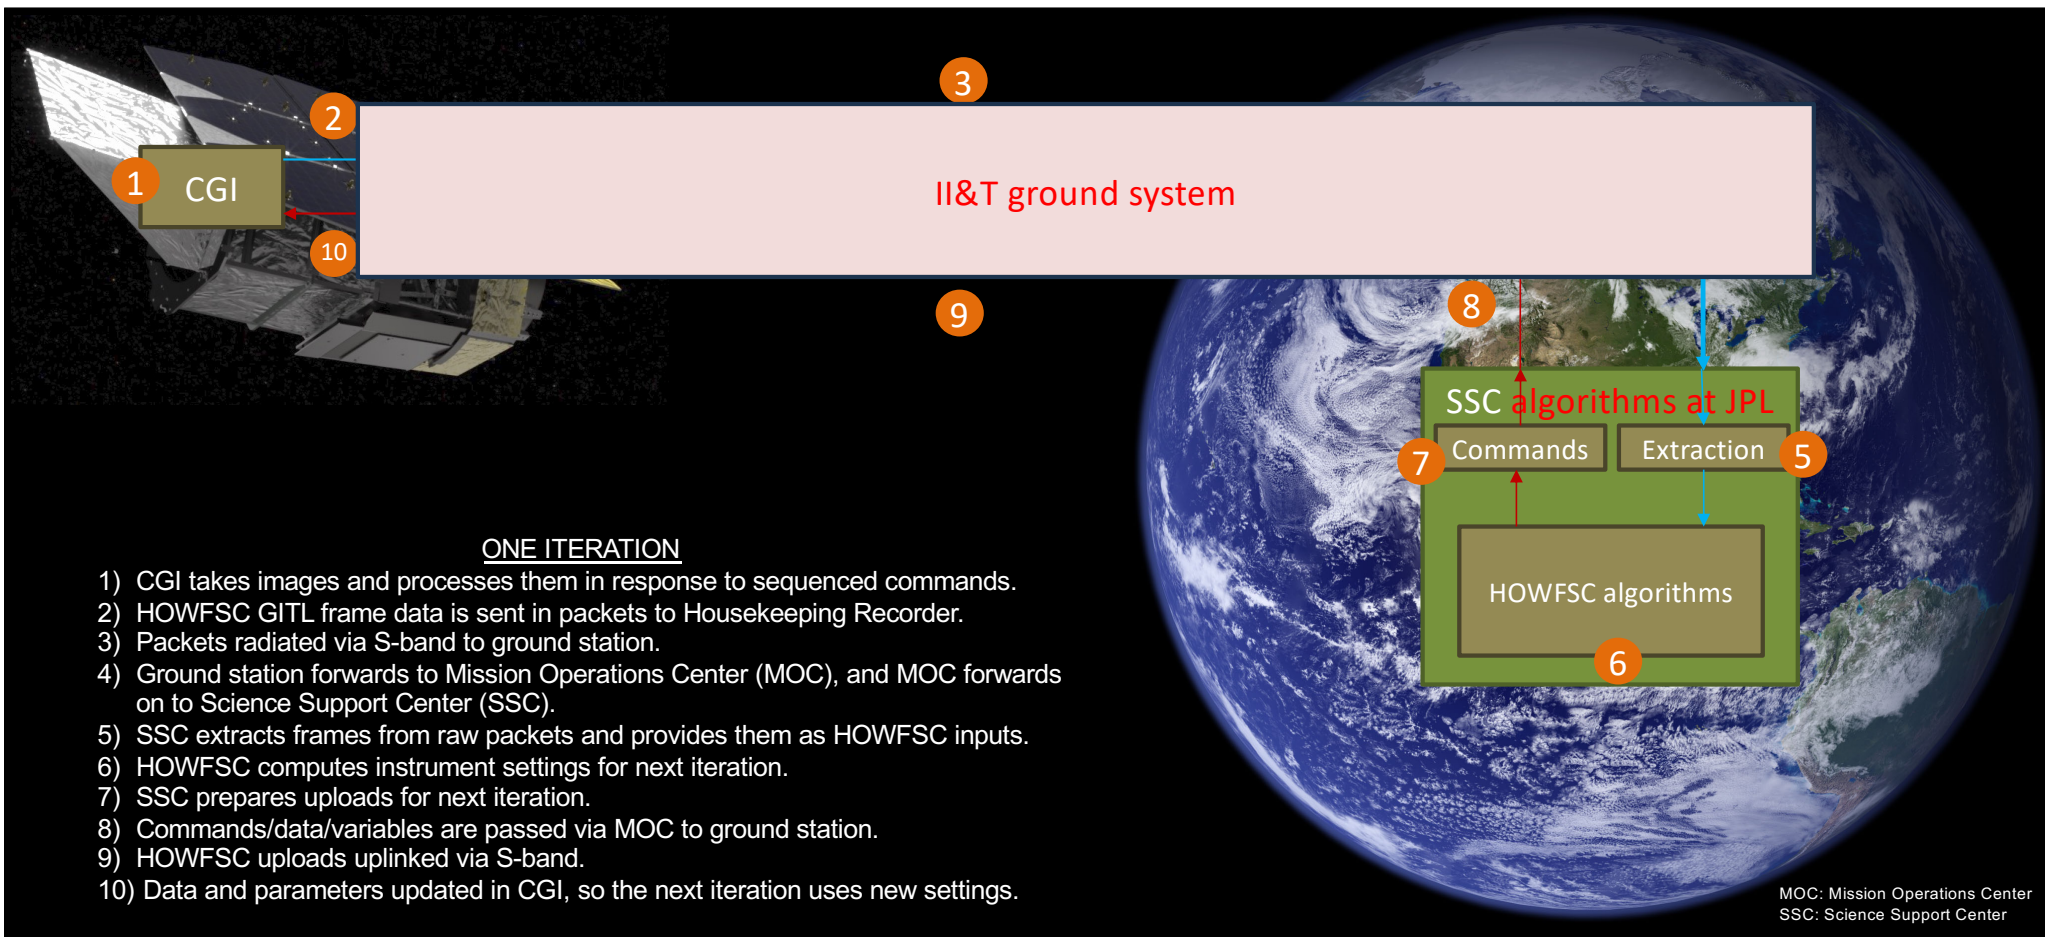 3
2
1
CGI
II&T ground system
10
9
8
SSC algorithms at JPL
7
Commands
Extraction
5
HOWFSC algorithms
6
ONE ITERATION
1) CGI takes images and processes them in response to sequenced commands.
2) HOWFSC GITL frame data is sent in packets to Housekeeping Recorder.
3) Packets radiated via S-band to ground station.
4) Ground station forwards to Mission Operations Center (MOC), and MOC forwards
on to Science Support Center (SSC).
5) SSC extracts frames from raw packets and provides them as HOWFSC inputs.
6) HOWFSC computes instrument settings for next iteration.
7) SSC prepares uploads for next iteration.
8) Commands/data/variables are passed via MOC to ground station.
9) HOWFSC uploads uplinked via S-band.
10) Data and parameters updated in CGI, so the next iteration uses new settings.
MOC: Mission Operations Center
SSC: Science Support Center